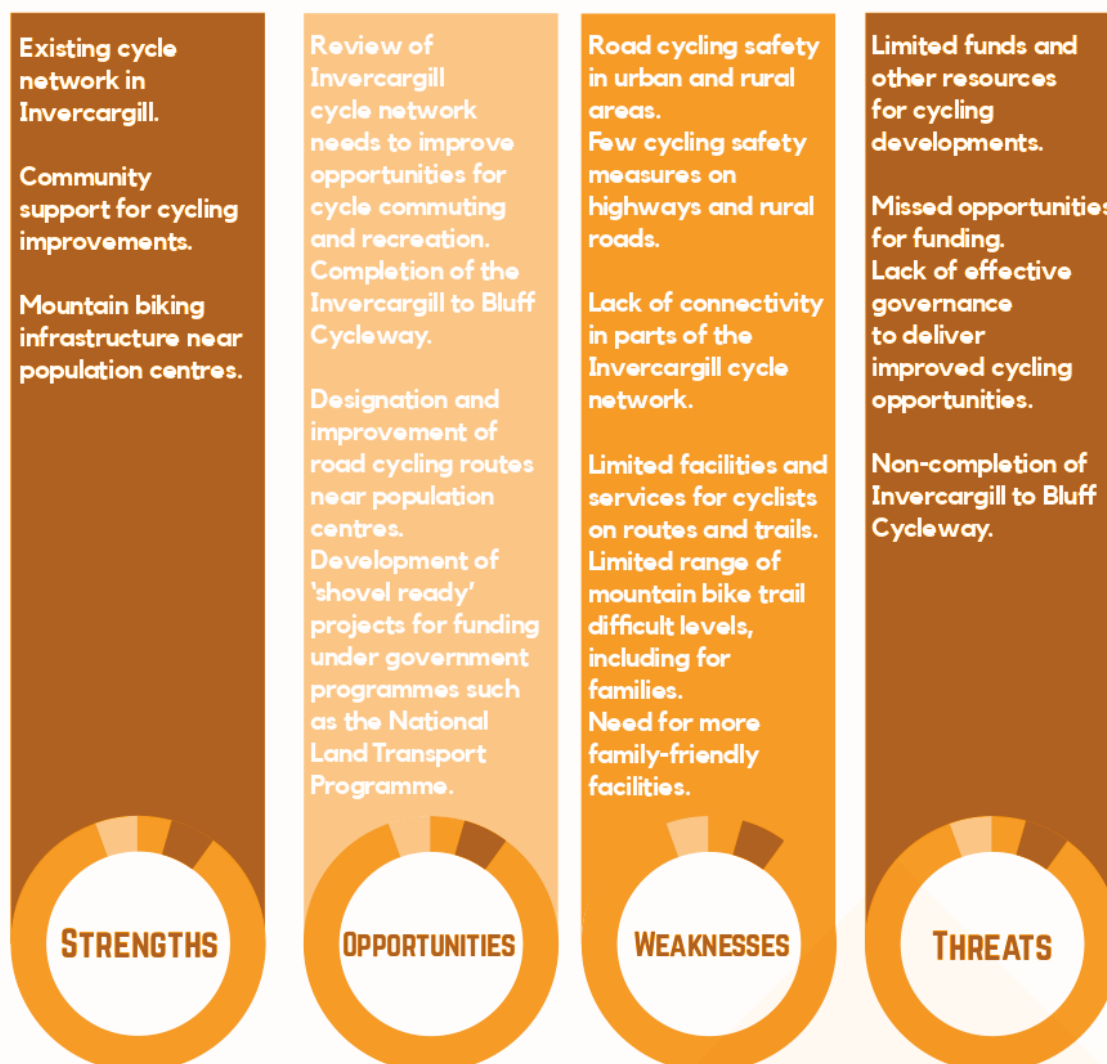 Existing cycle
network in
Invercargill.
Community
support for cycling
improvements.
Mountain biking
infrastructure near
population centres.
STRENGTHS
Review of
Invercargill
cycle network
needs to improve
opportunities for
cycle commuting
and recreation.
Completion of the
Invercargill to Bluff
Cycleway.
Designation and
improvement of
road cycling routes
near population
centres.
Development of
‘shovel ready’
projects for funding
under government
programmes such
as the National
Land Transport
Programme.
OPPORTUNITIES
Road cycling safety
in urban and rural
areas.
Few cycling safety
measures on
highways and rural
roads.
Lack of connectivity
in parts of the
Invercargill cycle
network.
Limited facilities and
services for cyclists
on routes and trails.
Limited range of
mountain bike trail
difficult levels,
including for
families.
Need for more
family-friendly
facilities.
WEAKNESSES
Limited funds and
other resources
for cycling
developments.
Missed opportunities
for funding.
Lack of effective
governance
to deliver
improved cycling
opportunities.
Non-completion of
Invercargill to Bluff
Cycleway.
THREATS